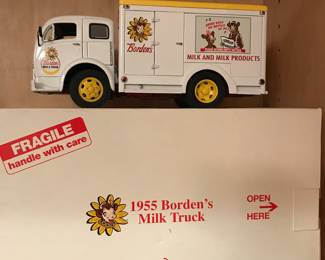 Borden's
MILK AND MILK PRODUCTS
FRAGILE
handle with care
1955 Borden's
Milk Truck
OPEN
HERE